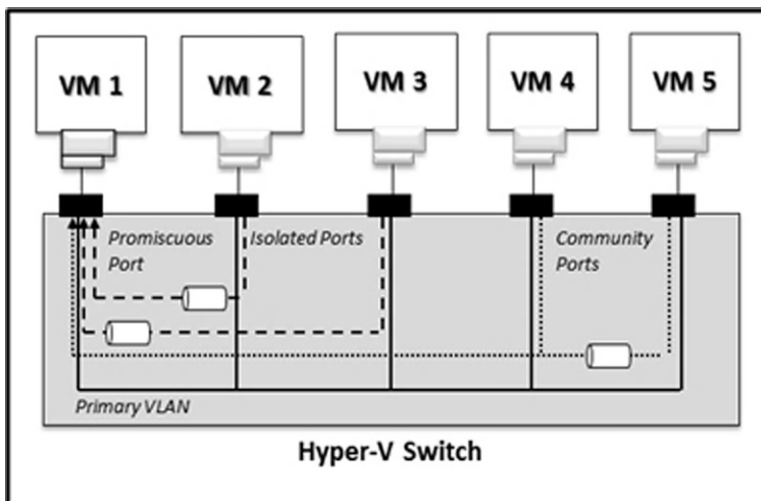 VM 1
VM 2
VM 3
VM 4
VM 5
Promiscuous
Port
Isolated Ports
Community
Ports
Primary VLAN
Hyper-V Switch